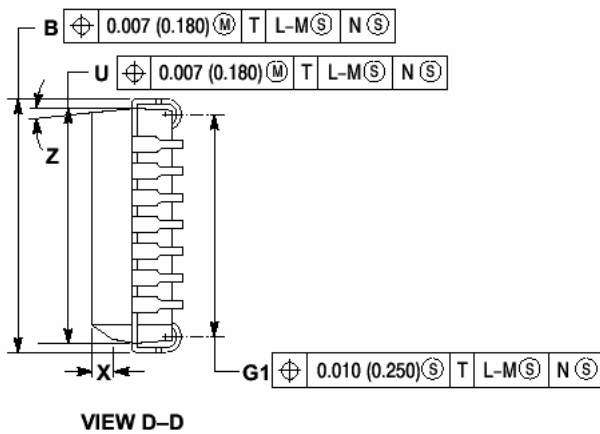 B ⌖ 0.007 (0.180) Ⓜ T L–M Ⓢ N Ⓢ
U ⌖ 0.007 (0.180) Ⓜ T L–M Ⓢ N Ⓢ
Z
X
G1 ⌖ 0.010 (0.250) Ⓢ T L–M Ⓢ N Ⓢ
VIEW D–D